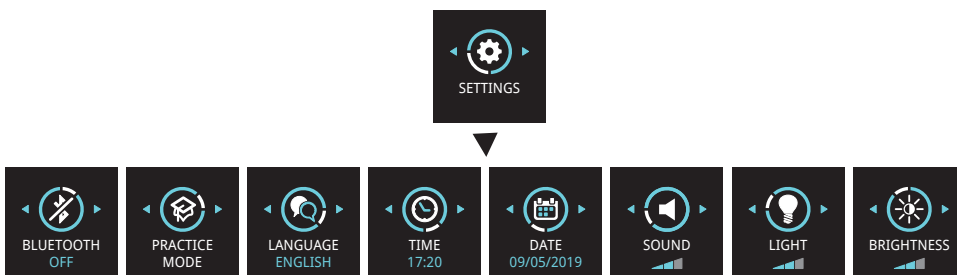 SETTINGS
BLUETOOTH
OFF
PRACTICE
MODE
LANGUAGE
ENGLISH
TIME
17:20
DATE
09/05/2019
SOUND
LIGHT
BRIGHTNESS